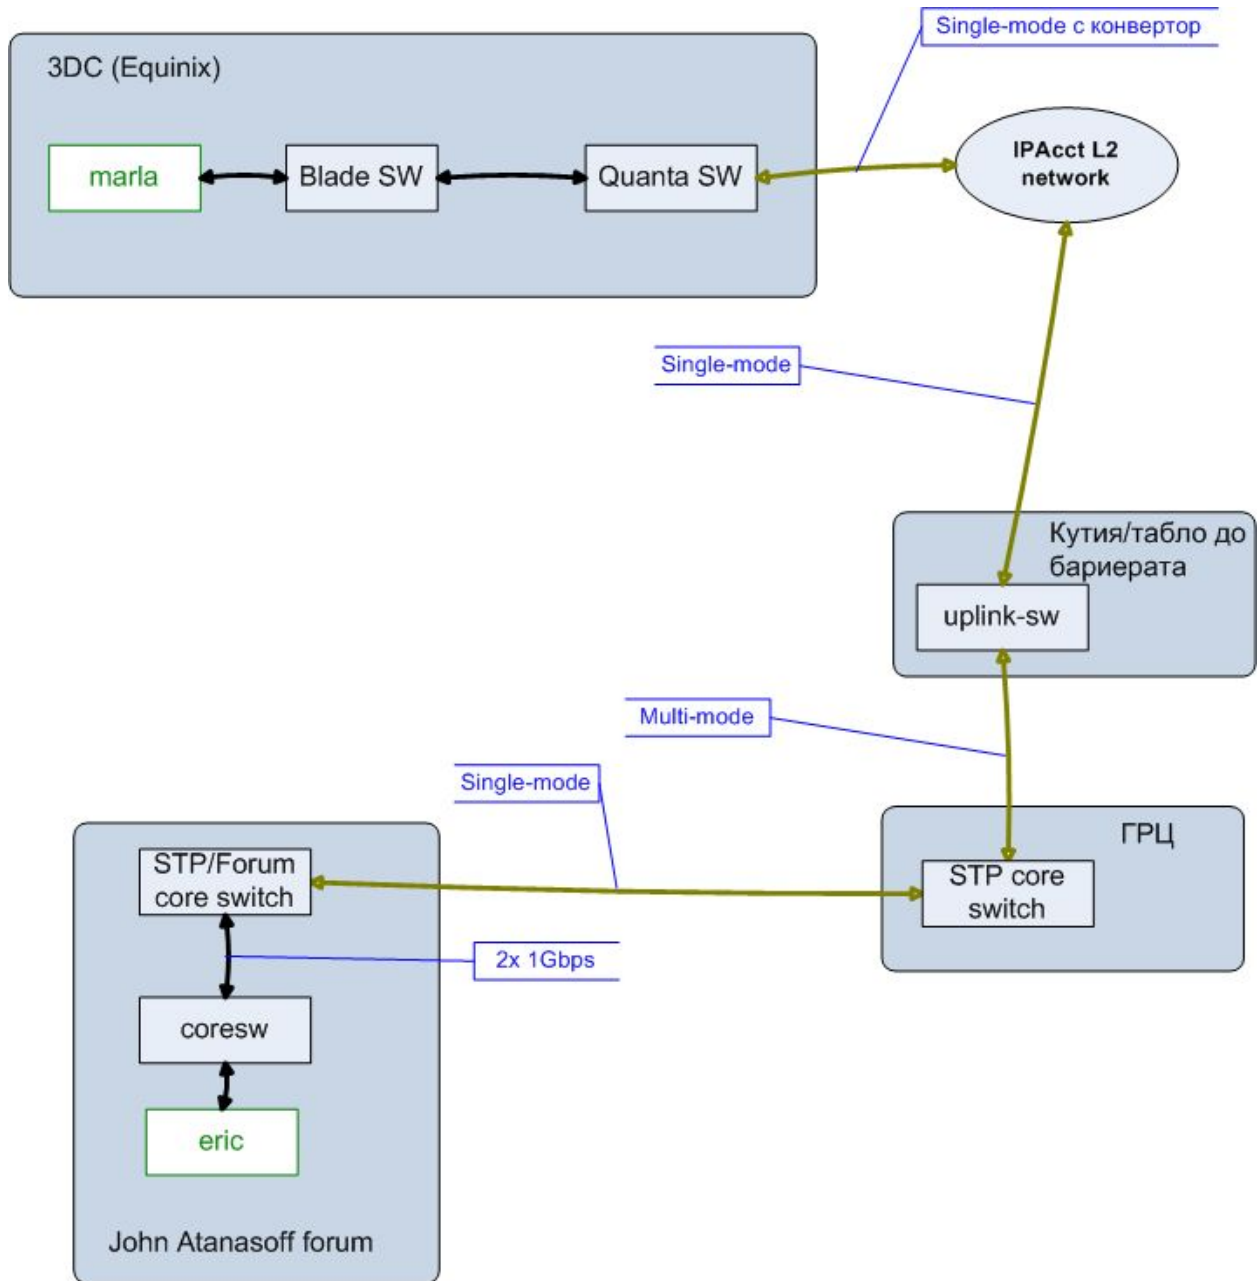 Single-mode с конвертор
3DC (Equinix)
marla
Blade SW
Quanta SW
IPAcct L2
network
Single-mode
Кутия/табло до
бариерата
uplink-sw
Multi-mode
Single-mode
ГРЦ
STP/Forum
core switch
STP core
switch
2x 1Gbps
coresw
eric
John Atanasoff forum